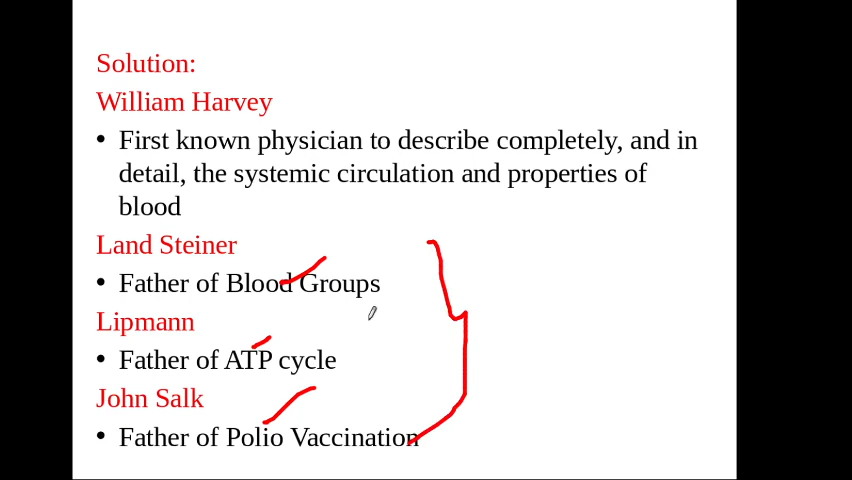 Solution:
William Harvey
• First known physician to describe completely, and in
detail, the systemic circulation and properties of
blood
Land Steiner
• Father of Blood Groups
Lipmann
• Father of ATP cycle
John Salk
• Father of Polio Vaccination